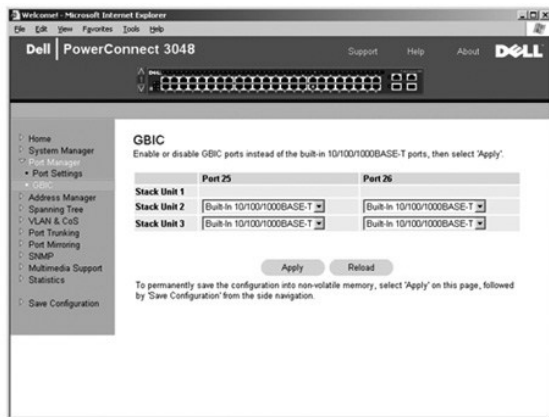 Welcome! - Microsoft Internet Explorer
File Edit View Favorites Tools Help
Dell | PowerConnect 3048
Support Help About DELL
Home
System Manager
Port Manager
Port Settings
GBIC
Address Manager
Spanning Tree
VLAN & CoS
Port Trunking
Port Mirroring
SNMP
Multimedia Support
Statistics
Save Configuration
GBIC
Enable or disable GBIC ports instead of the built-in 10/100/1000BASE-T ports, then select 'Apply'.
Port 25 Port 26
Stack Unit 1
Stack Unit 2 Built-In 10/100/1000BASE-T Built-In 10/100/1000BASE-T
Stack Unit 3 Built-In 10/100/1000BASE-T Built-In 10/100/1000BASE-T
Apply Reload
To permanently save the configuration into non-volatile memory, select 'Apply' on this page, followed
by 'Save Configuration' from the side navigation.